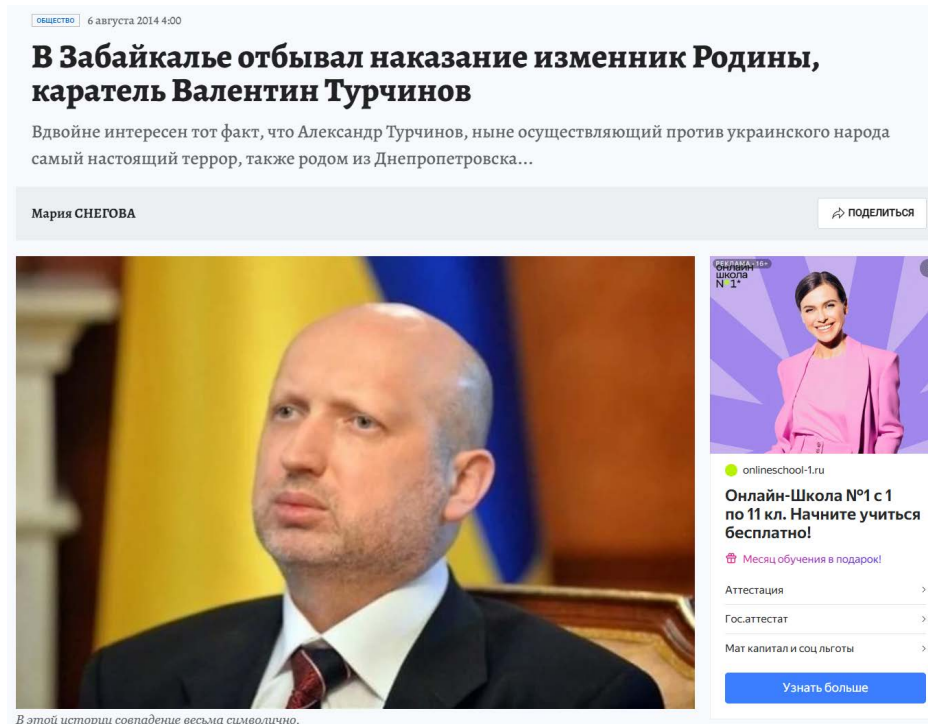 ОБЩЕСТВО 6 августа 2014 4:00
В Забайкалье отбывал наказание изменник Родины,
каратель Валентин Турчинов
Вдвойне интересен тот факт, что Александр Турчинов, ныне осуществляющий против украинского народа
самый настоящий террор, также родом из Днепропетровска...
Мария СНЕГОВА
ПОДЕЛИТЬСЯ
РЕКЛАМА • 16+
ОНЛАЙН
ШКОЛА
N°1*
onlineschool-1.ru
Онлайн-Школа №1 с 1
по 11 кл. Начните учиться
бесплатно!
Месяц обучения в подарок!
Аттестация
Гос.аттестат
Мат капитал и соц льготы
Узнать больше
В этой истории совпадение весьма символично.